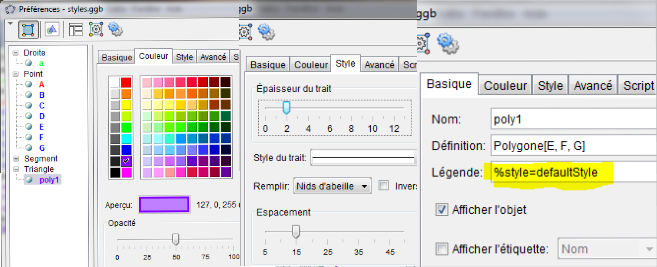 Préférences - styles.ggb
Droite
a
Point
A
B
C
D
E
F
G
Segment
Triangle
poly1
Basique Couleur Style Avancé Scr
Aperçu: 127, 0, 255
Opacité
0 25 50 75 100
Basique Couleur Style Avancé Scri
Épaisseur du trait
0 2 4 6 8 10 12
Style du trait:
Remplir: Nids d'abeille Invers
Espacement
5 15 25 35 45
.ggb
Basique Couleur Style Avancé Script
Nom: poly1
Définition: Polygone[E, F, G]
Légende: %style=defaultStyle
Afficher l'objet
Afficher l'étiquette: Nom